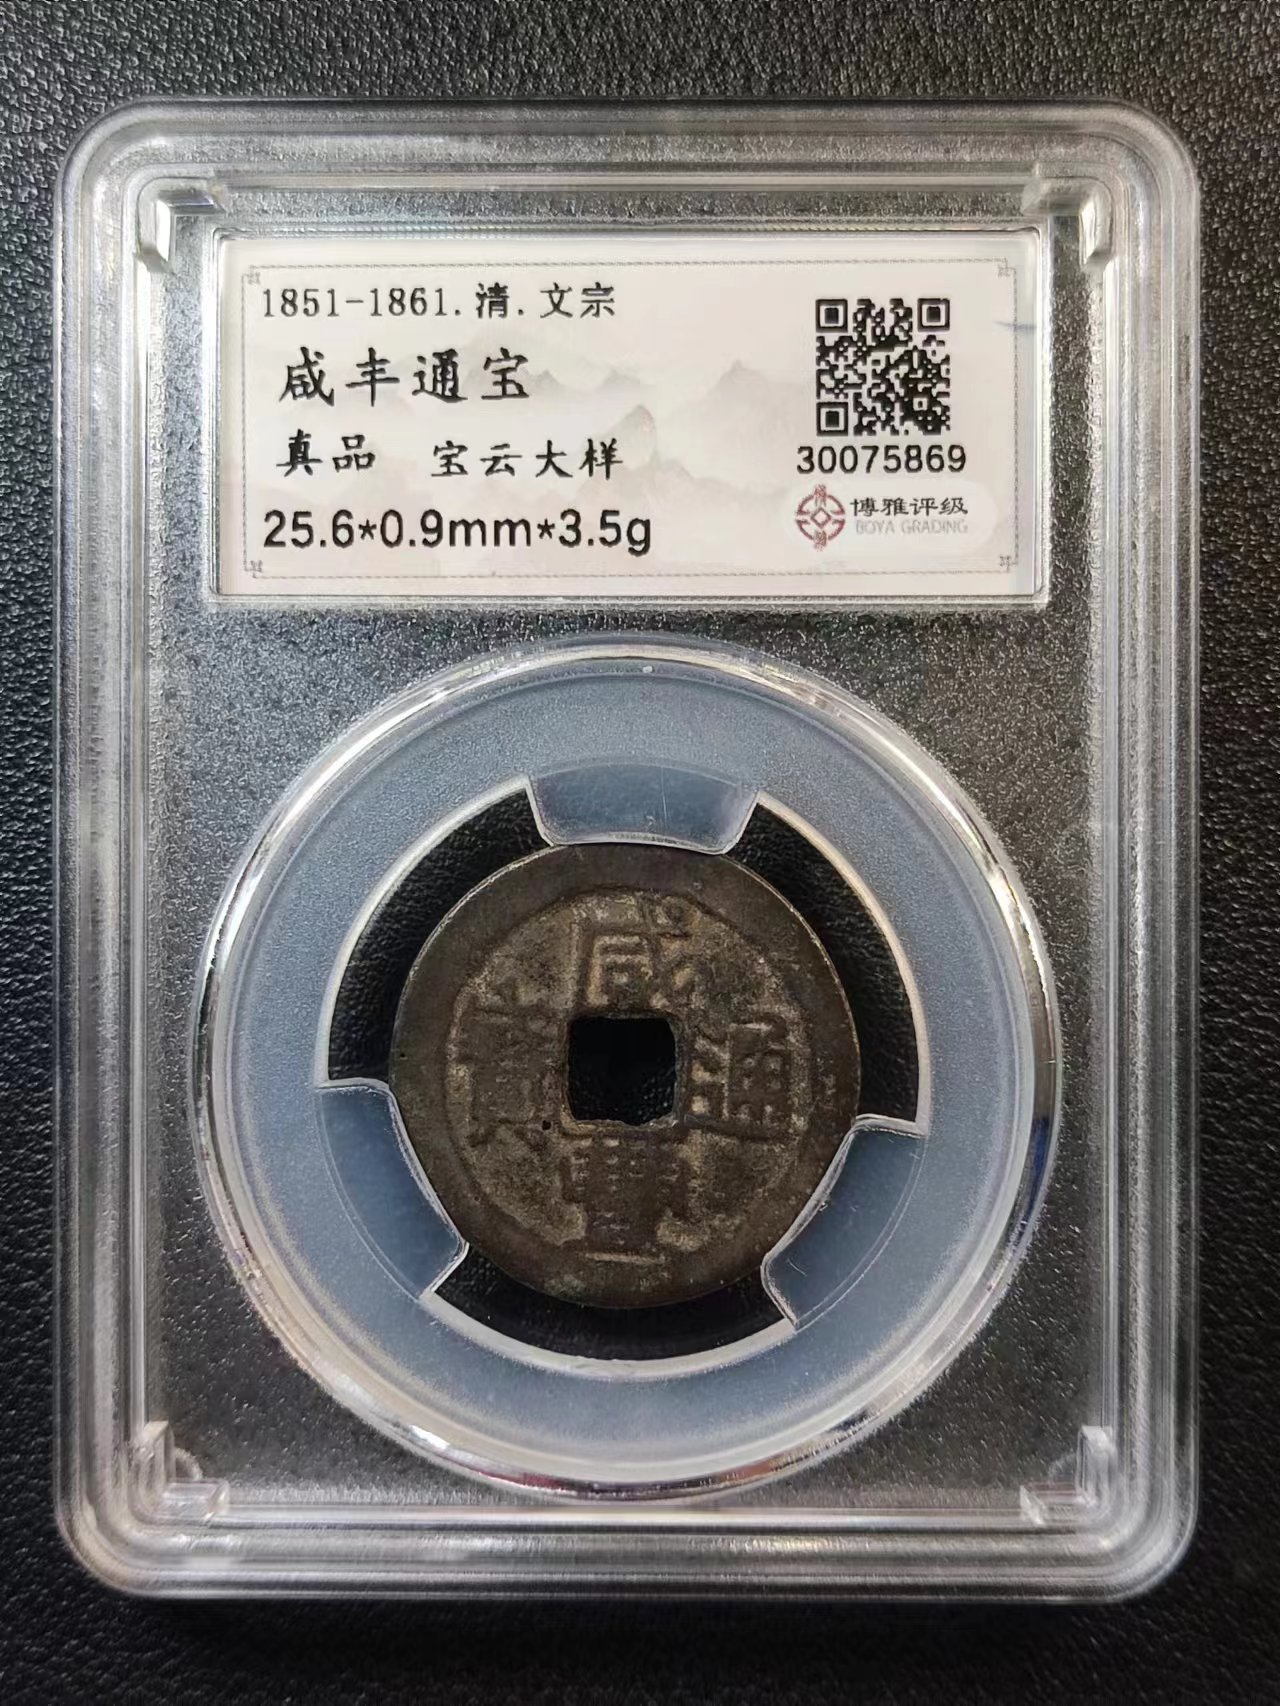 1851-1861.清.文宗
咸丰通宝
真品 宝云大样
25.6*0.9mm*3.5g
30075869
博雅评级
BOYA GRADING
咸
寶 通
豐